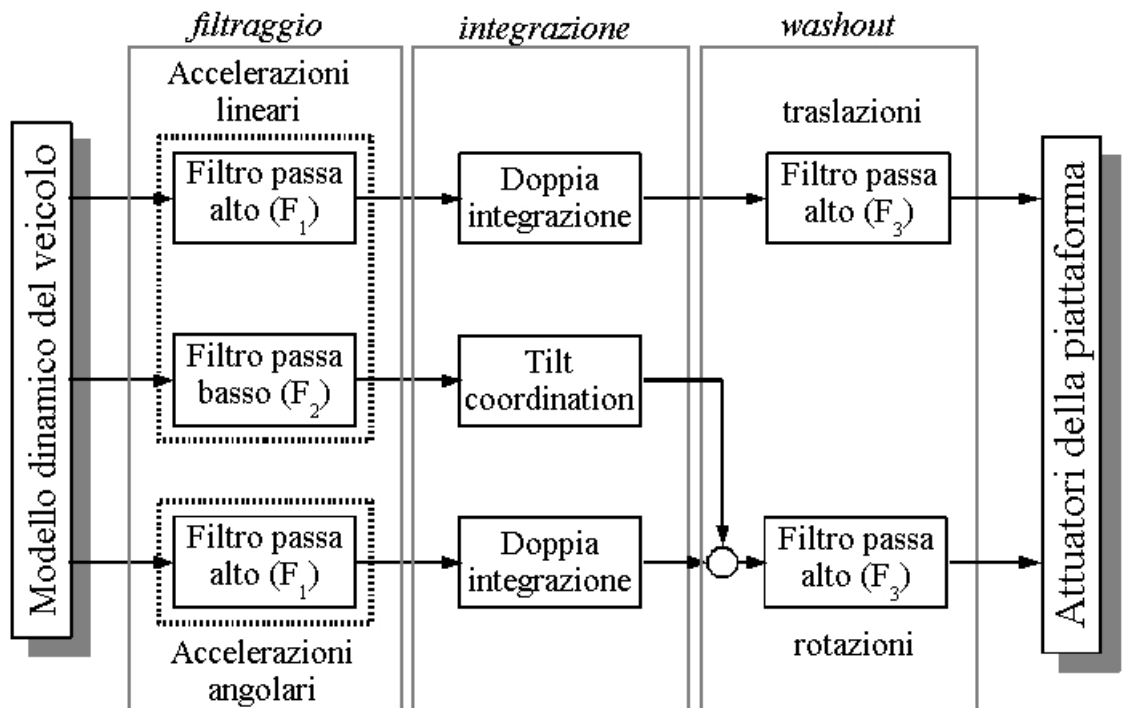 filtraggio
integrazione
washout
Accelerazioni
lineari
traslazioni
Modello dinamico del veicolo
Filtro passa
alto (F₁)
Doppia
integrazione
Filtro passa
alto (F₃)
Attuatori della piattaforma
Filtro passa
basso (F₂)
Tilt
coordination
Filtro passa
alto (F₁)
Doppia
integrazione
Filtro passa
alto (F₃)
Accelerazioni
angolari
rotazioni